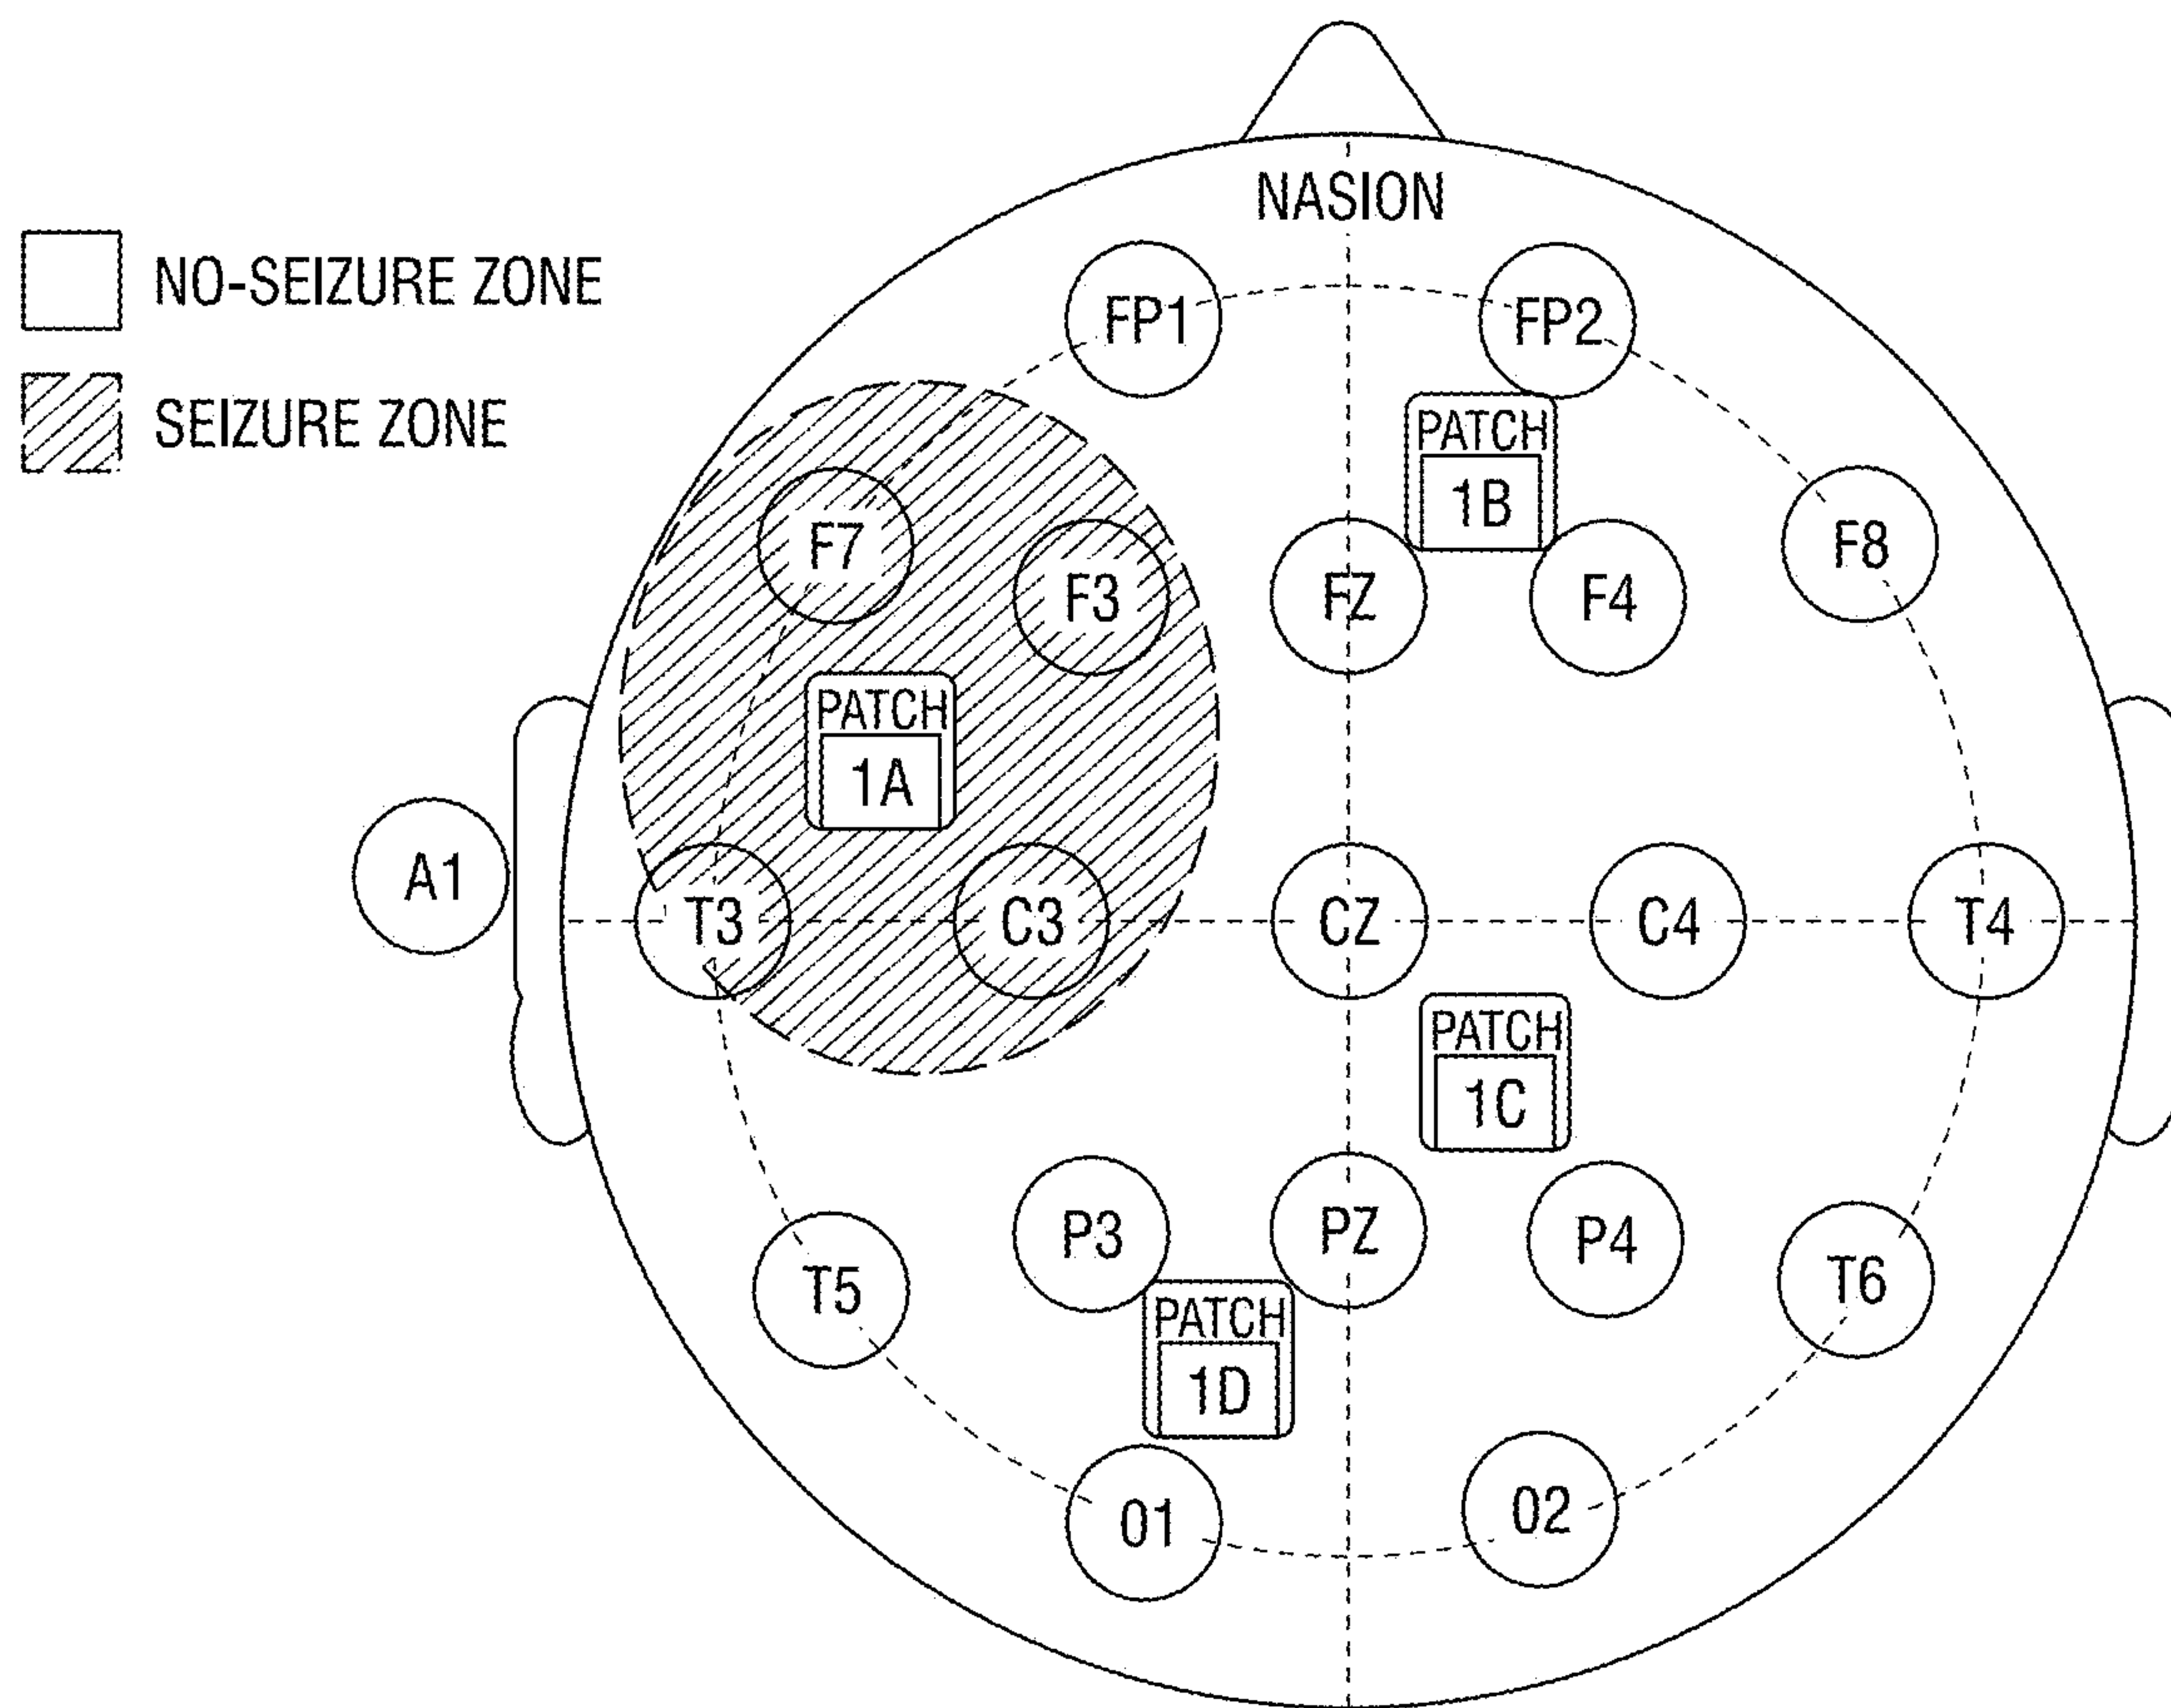 NASION
NO-SEIZURE ZONE
SEIZURE ZONE
FP1
FP2
PATCH
1B
F7
F3
FZ
F4
F8
PATCH
1A
A1
T3
C3
CZ
C4
T4
PATCH
1C
P3
PZ
P4
T5
T6
PATCH
1D
01
02